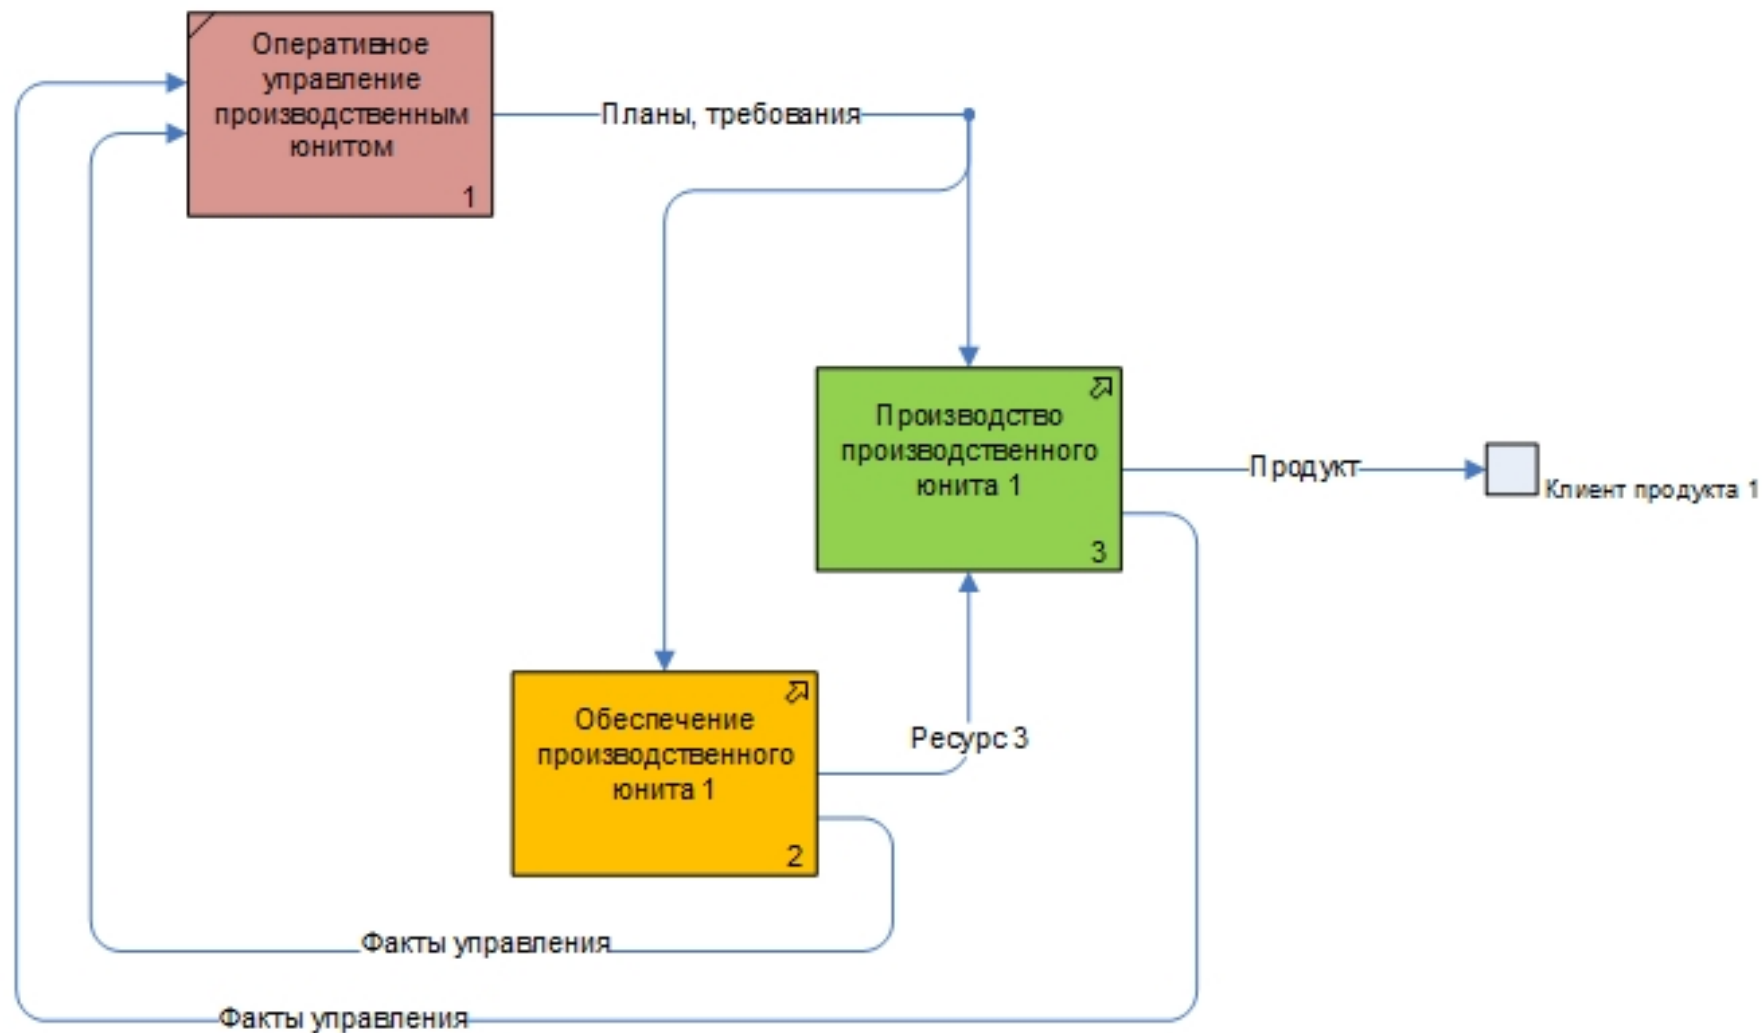 Оперативное
управление
производственным
юнитом
1
Планы, требования
Производство
производственного
юнита 1
3
Продукт
Клиент продукта 1
Обеспечение
производственного
юнита 1
2
Ресурс 3
Факты управления
Факты управления